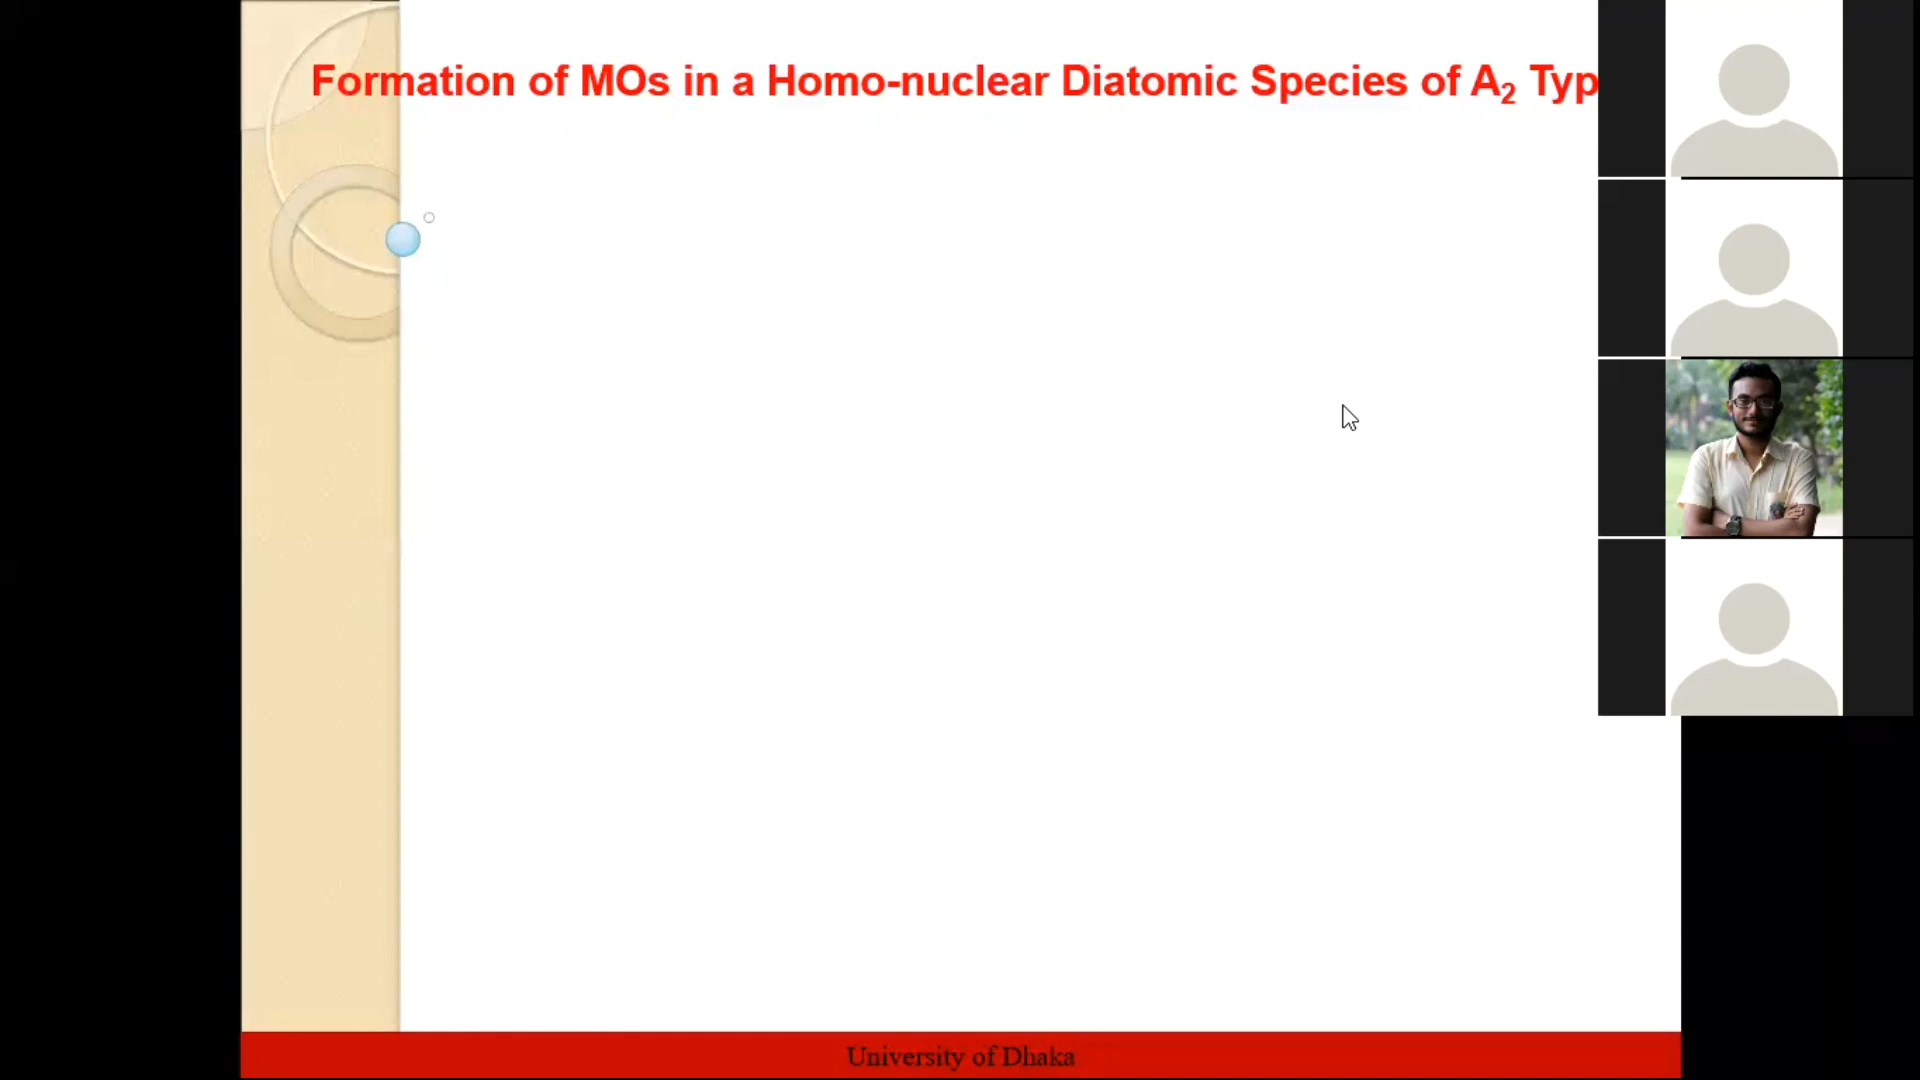 Formation of MOs in a Homo-nuclear Diatomic Species of A₂ Typ
University of Dhaka